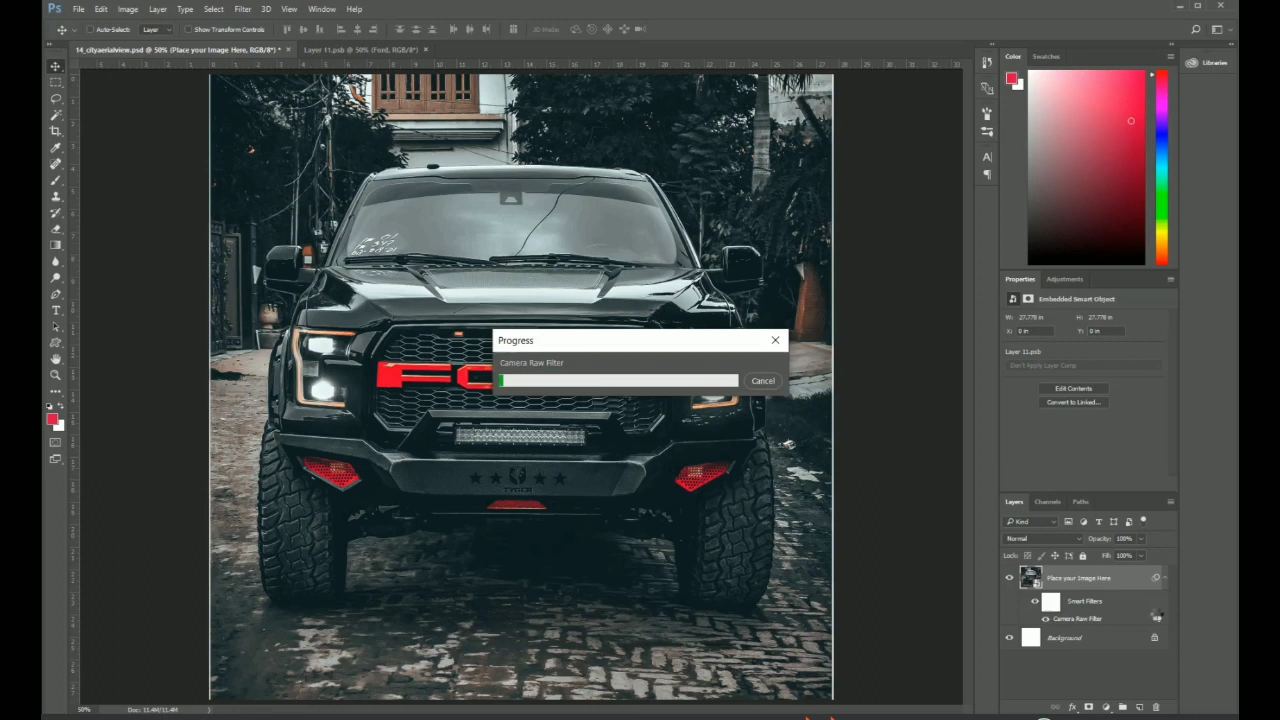 Ps File Edit Image Layer Type Select Filter 3D View Window Help
Auto-Select: Layer Show Transform Controls 3D Mode:
14_cityaerialview.psd @ 50% (Place your Image Here, RGB/8*) * × Layer 11.psb @ 50% (Ford, RGB/8*) ×
Color Swatches
Libraries
Progress
Camera Raw Filter
Cancel
FO
TYGER
Properties Adjustments
Embedded Smart Object
W: 27.778 in H: 27.778 in
X: 0 in Y: 0 in
Layer 11.psb
Don't Apply Layer Comp
Edit Contents
Convert to Linked...
Layers Channels Paths
Kind
Normal Opacity: 100%
Lock: Fill: 100%
Place your Image Here
Smart Filters
Camera Raw Filter
Background
50% Doc: 11.4M/11.4M